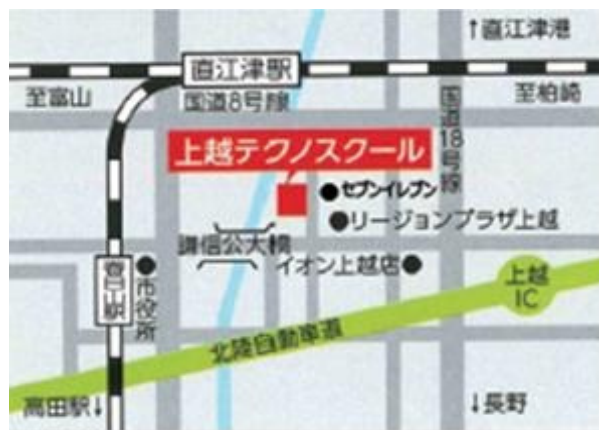 ↑直江津港
直江津駅
至富山
国道8号線
国道18号線
至柏崎
上越テクノスクール
●セブンイレブン
●リージョンプラザ上越
謙信公大橋
イオン上越店●
上越
IC
春日山駅
●市役所
北陸自動車道
高田駅↓
↓長野